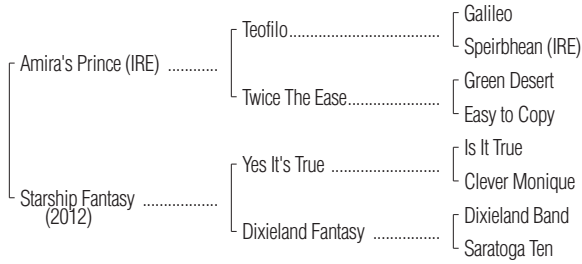 Galileo
Teofilo
Speirbhean (IRE)
Amira's Prince (IRE)
Green Desert
Twice The Ease
Easy to Copy
Is It True
Yes It's True
Clever Monique
Starship Fantasy
(2012)
Dixieland Band
Dixieland Fantasy
Saratoga Ten